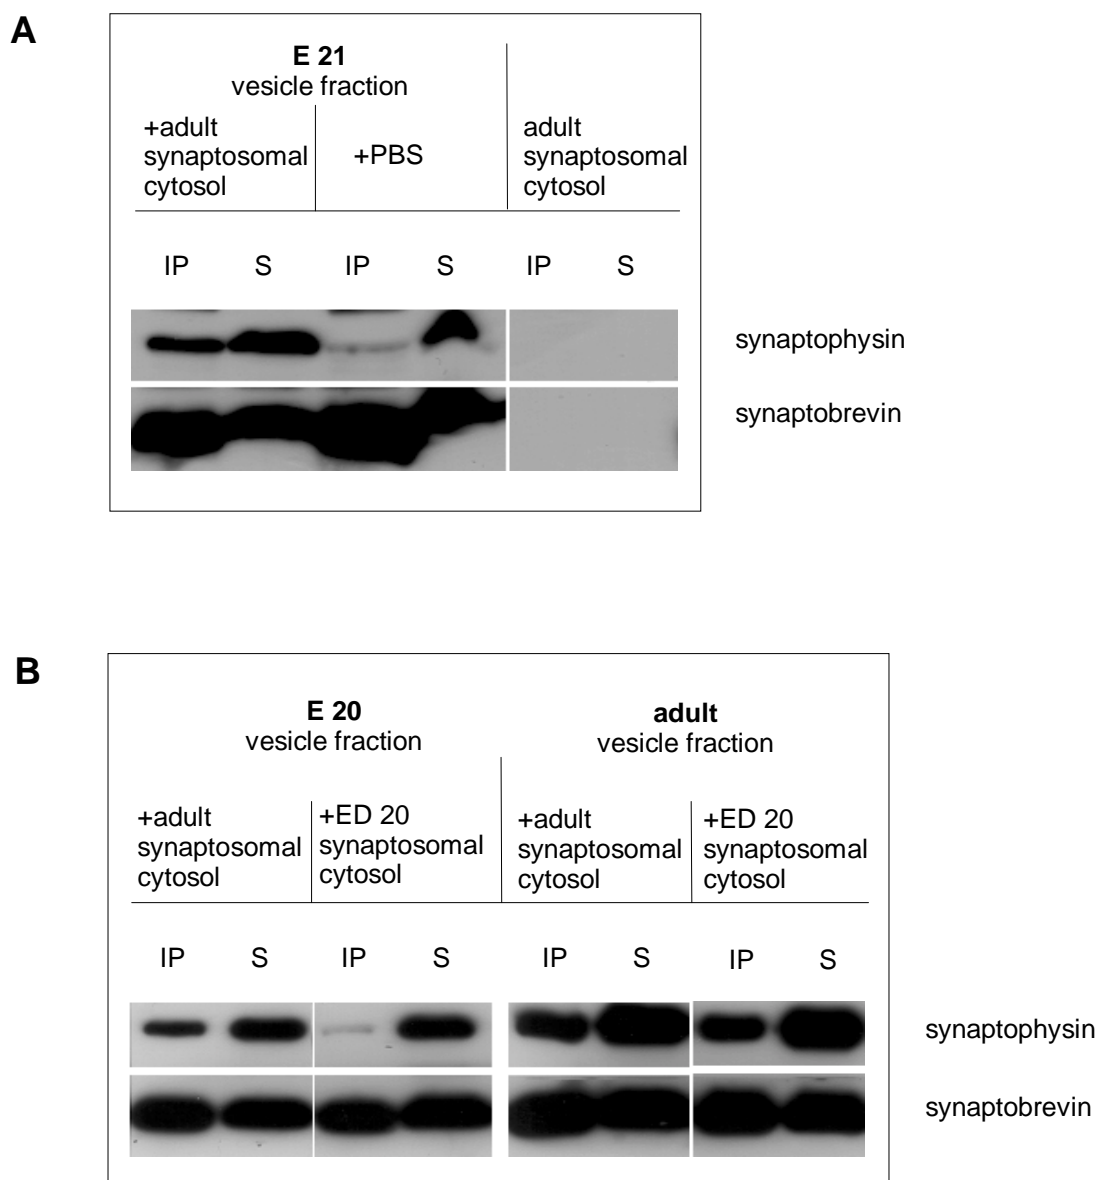 A
E 21
vesicle fraction
+adult
synaptosomal
cytosol
+PBS
adult
synaptosomal
cytosol
IP S IP S IP S
synaptophysin
synaptobrevin
B
E 20
vesicle fraction
adult
vesicle fraction
+adult
synaptosomal
cytosol
+ED 20
synaptosomal
cytosol
+adult
synaptosomal
cytosol
+ED 20
synaptosomal
cytosol
IP S IP S IP S IP S
synaptophysin
synaptobrevin